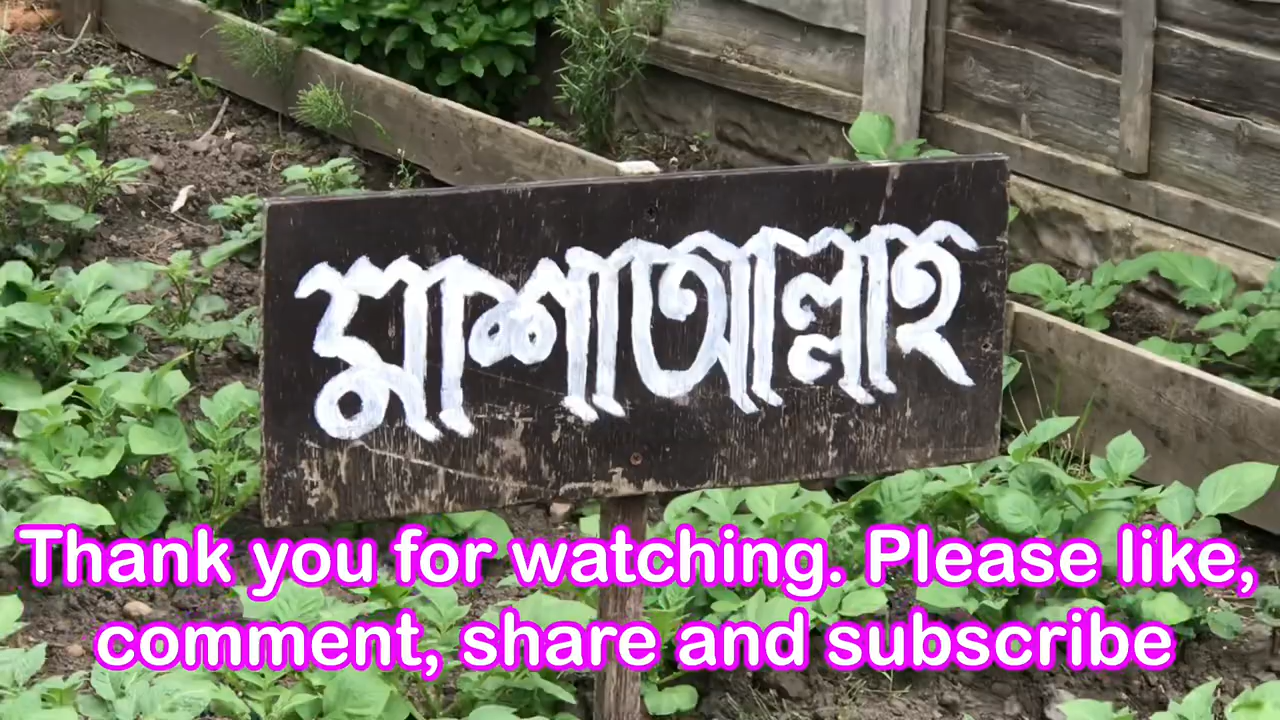 মাশাআল্লাহ
Thank you for watching. Please like,
comment, share and subscribe